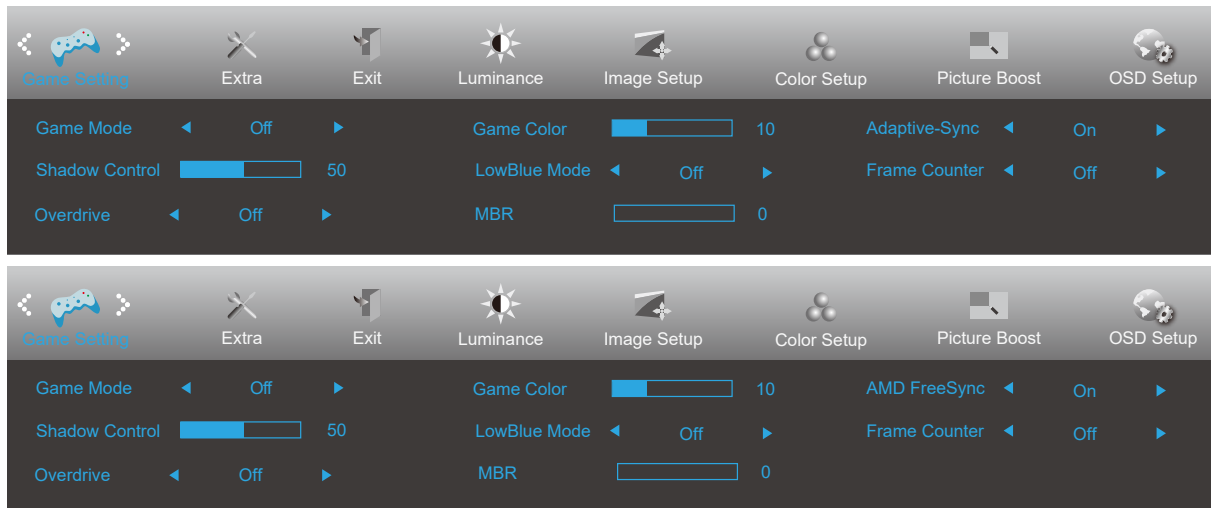 Game Setting Extra Exit Luminance Image Setup Color Setup Picture Boost OSD Setup
Game Mode Off Game Color 10 Adaptive-Sync On
Shadow Control 50 LowBlue Mode Off Frame Counter Off
Overdrive Off MBR 0
Game Setting Extra Exit Luminance Image Setup Color Setup Picture Boost OSD Setup
Game Mode Off Game Color 10 AMD FreeSync On
Shadow Control 50 LowBlue Mode Off Frame Counter Off
Overdrive Off MBR 0